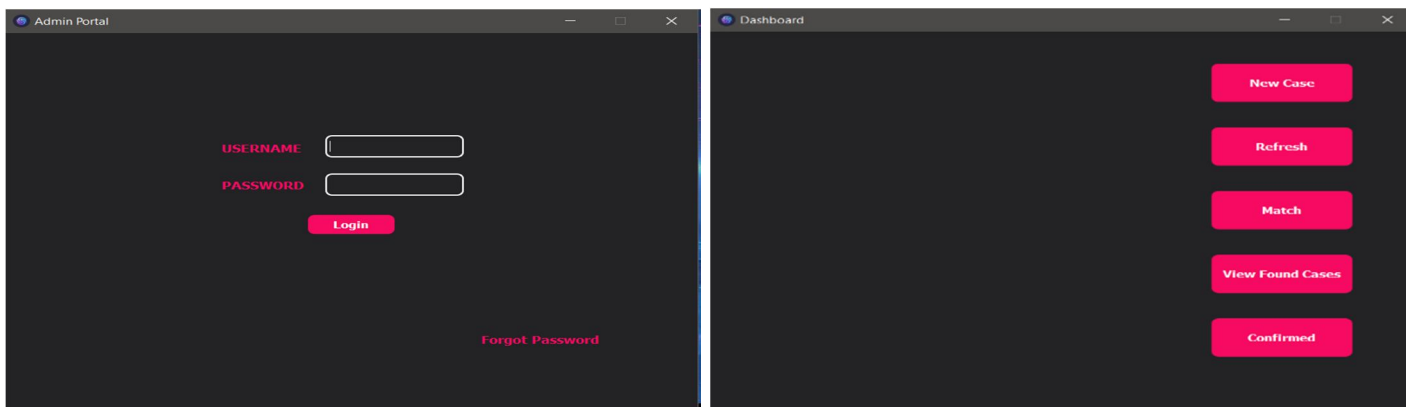 Admin Portal
USERNAME
PASSWORD
Login
Forgot Password
Dashboard
New Case
Refresh
Match
View Found Cases
Confirmed